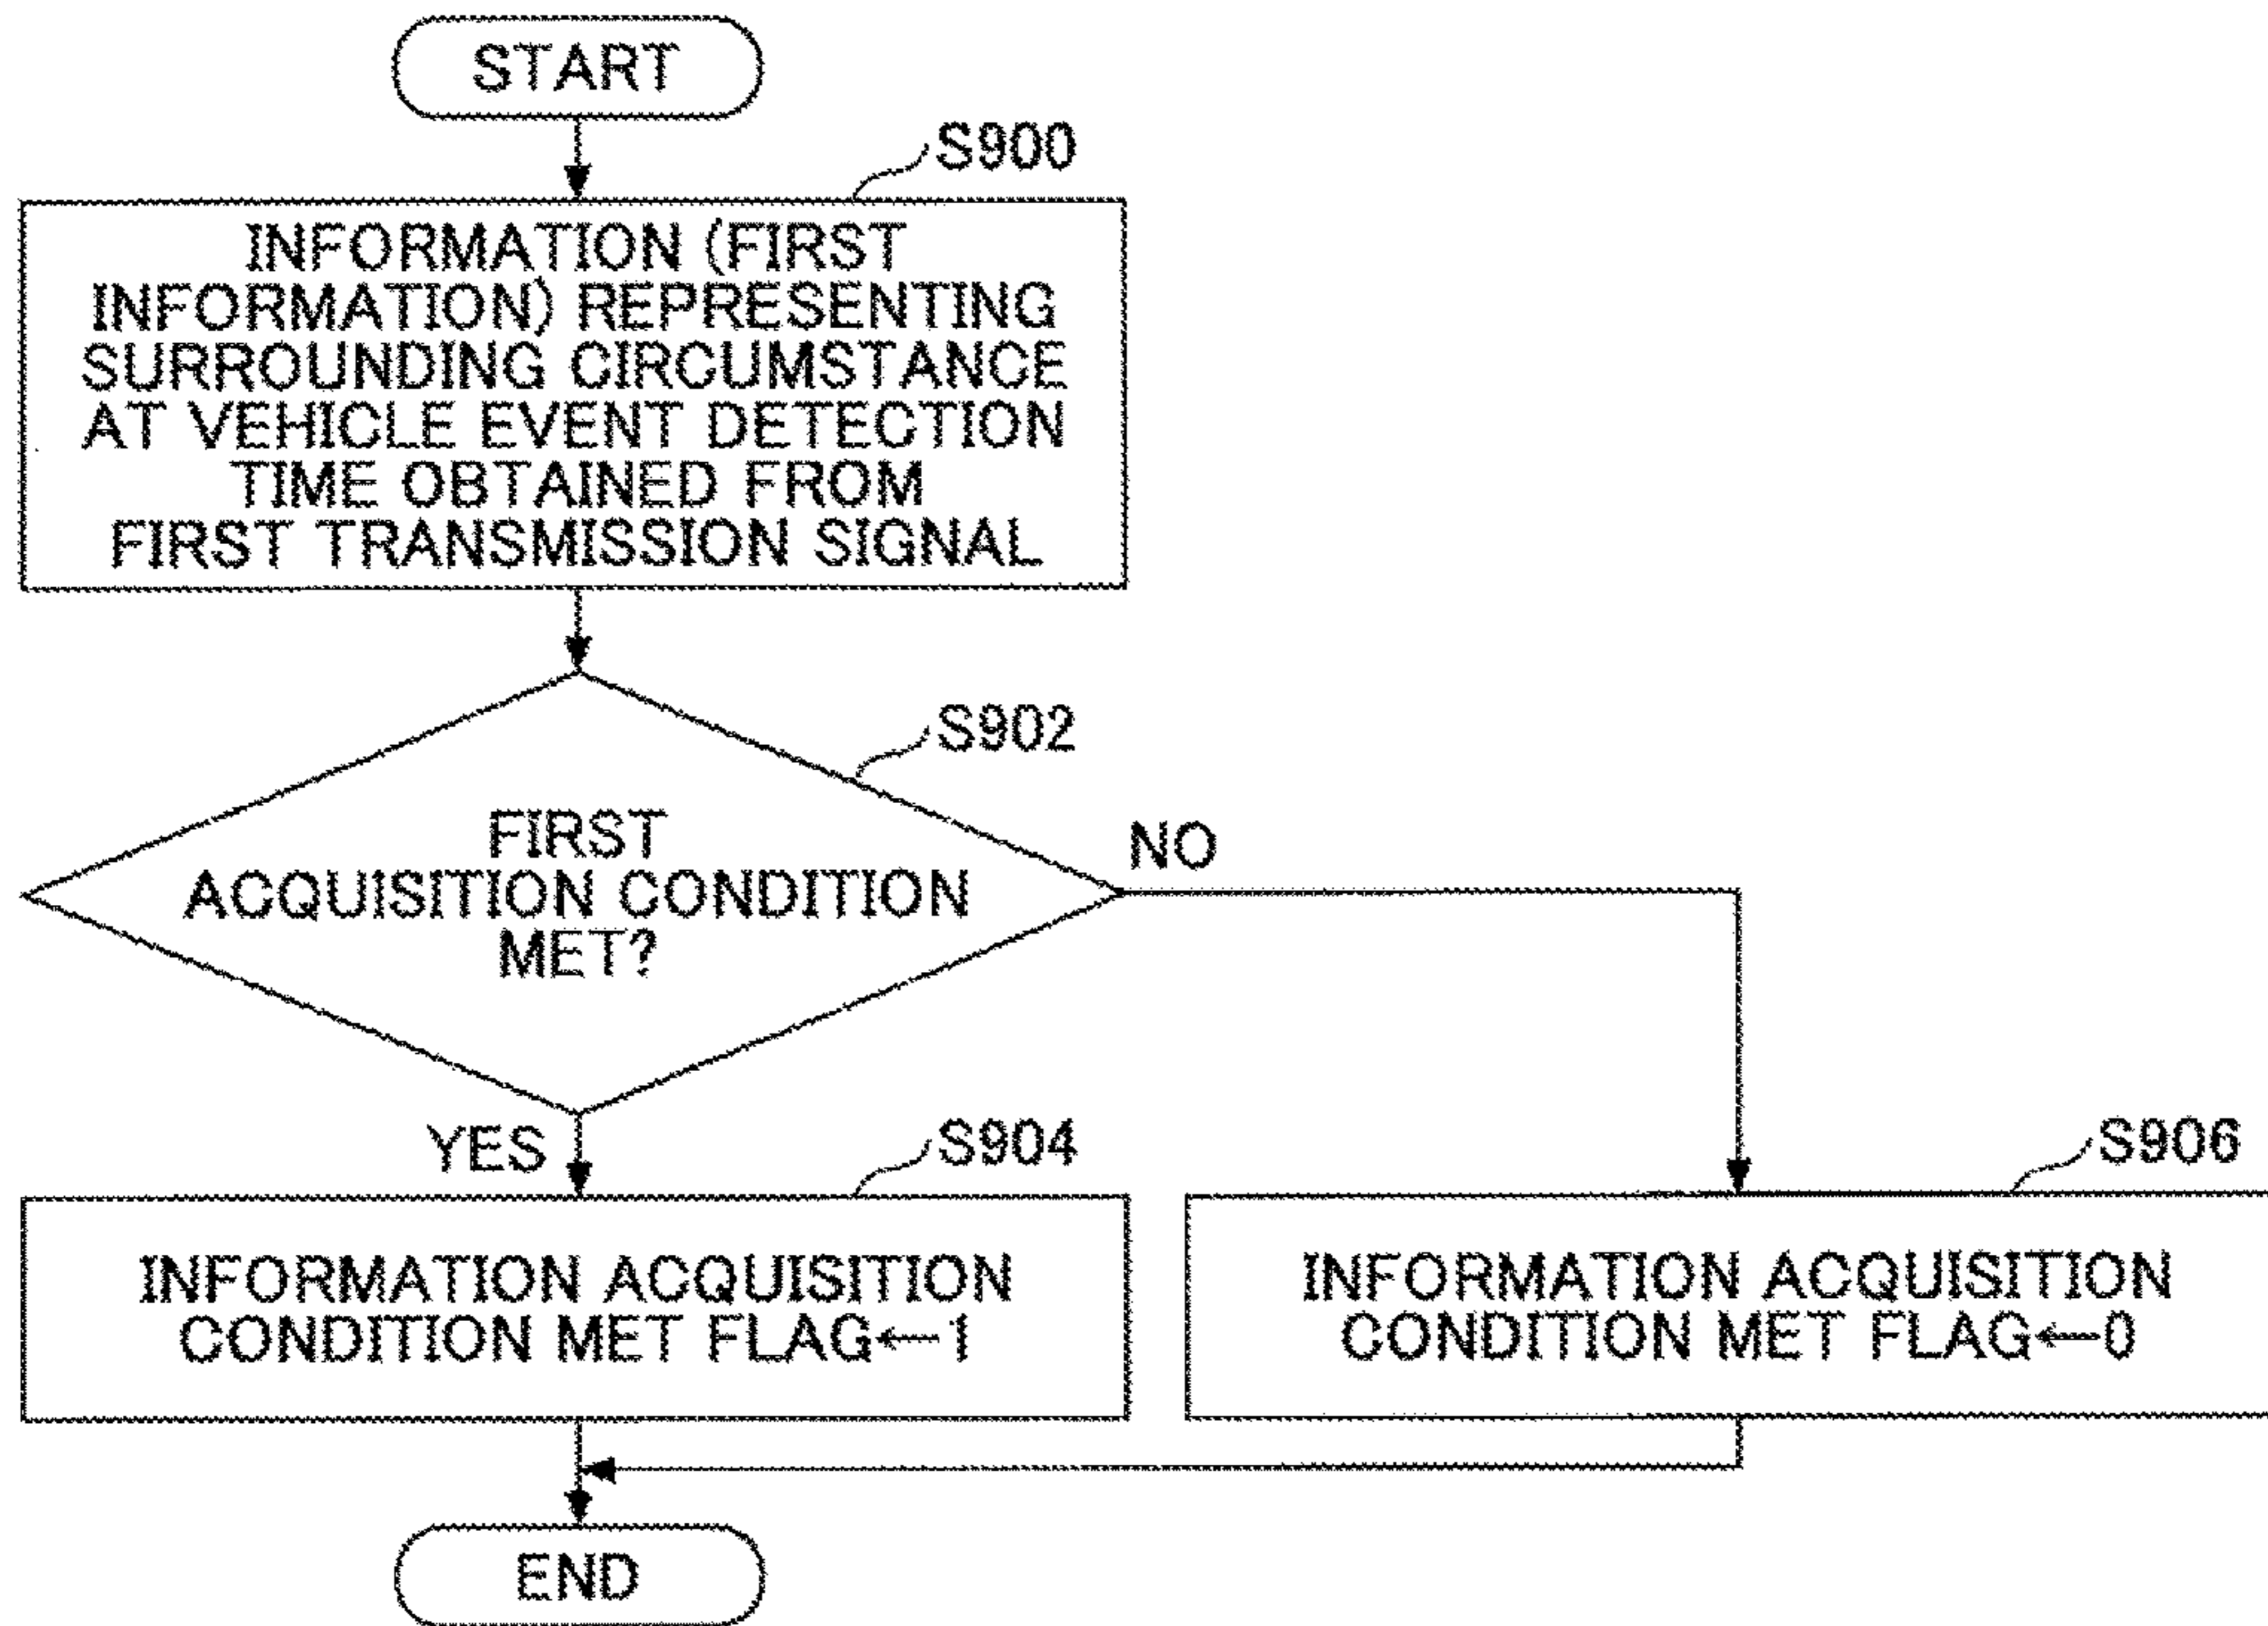 START
S900
INFORMATION (FIRST
INFORMATION) REPRESENTING
SURROUNDING CIRCUMSTANCE
AT VEHICLE EVENT DETECTION
TIME OBTAINED FROM
FIRST TRANSMISSION SIGNAL
S902
FIRST
ACQUISITION CONDITION
MET?
NO
YES
S904
INFORMATION ACQUISITION
CONDITION MET FLAG←1
S906
INFORMATION ACQUISITION
CONDITION MET FLAG←0
END